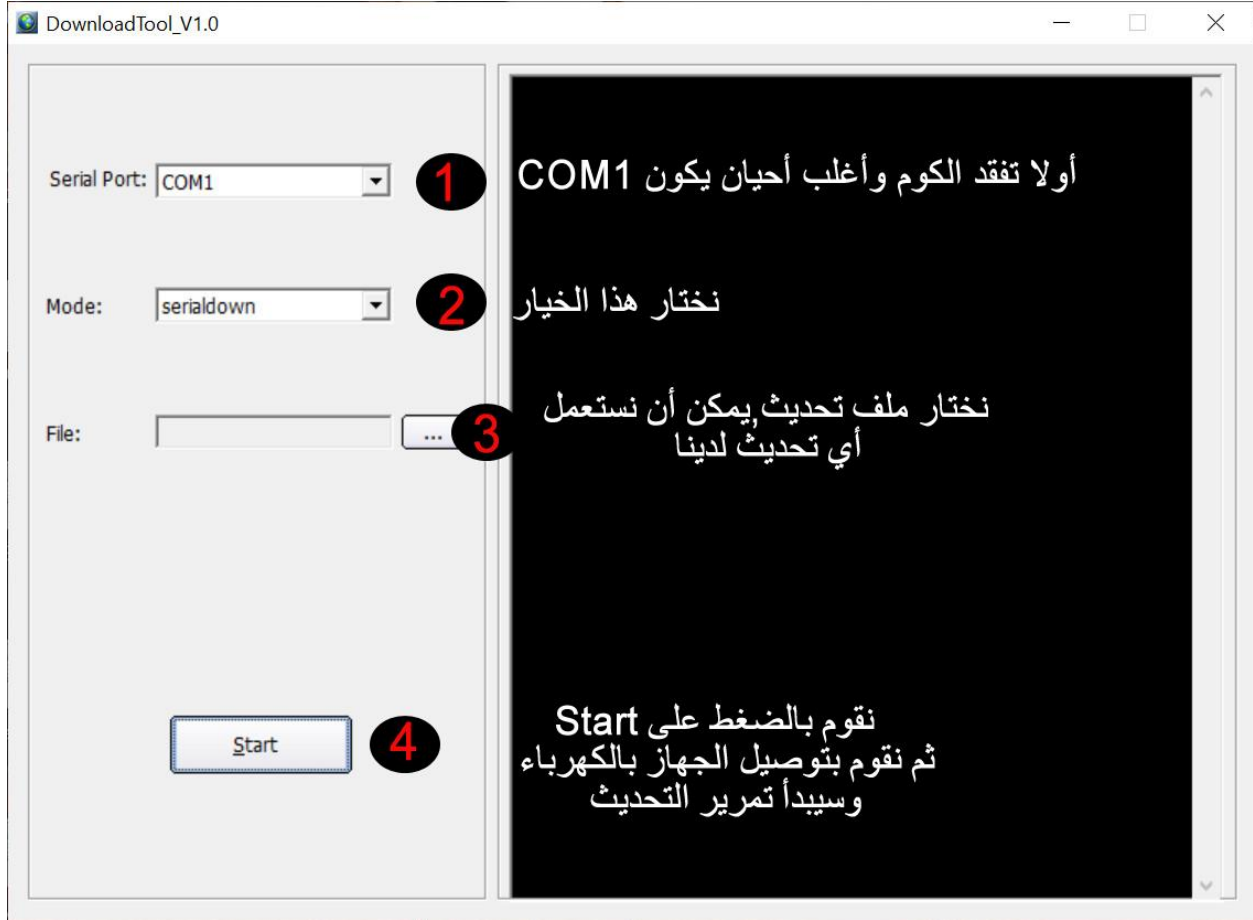 DownloadTool_V1.0
Serial Port: COM1
1
أولا تفقد الكوم وأغلب أحيان يكون COM1
Mode: serialdown
2
نختار هذا الخيار
File: ...
3
نختار ملف تحديث,يمكن أن نستعمل
أي تحديث لدينا
Start
4
نقوم بالضغط على Start
ثم نقوم بتوصيل الجهاز بالكهرباء
وسيبدأ تمرير التحديث